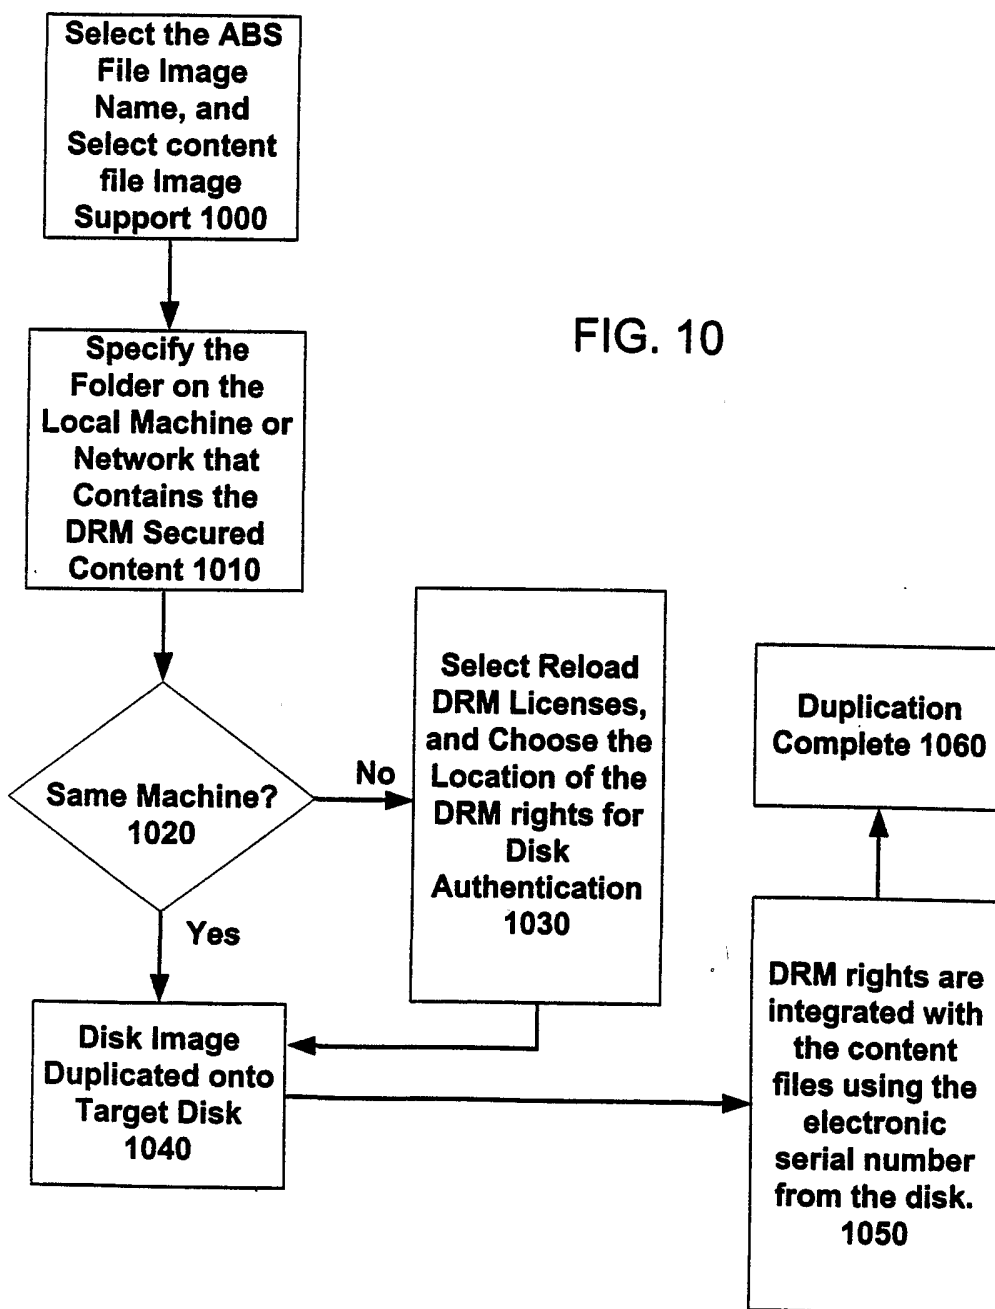 Select the ABS
File Image
Name, and
Select content
file Image
Support 1000
FIG. 10
Specify the
Folder on the
Local Machine or
Network that
Contains the
DRM Secured
Content 1010
Same Machine?
1020
No
Yes
Select Reload
DRM Licenses,
and Choose the
Location of the
DRM rights for
Disk
Authentication
1030
Disk Image
Duplicated onto
Target Disk
1040
DRM rights are
integrated with
the content
files using the
electronic
serial number
from the disk.
1050
Duplication
Complete 1060